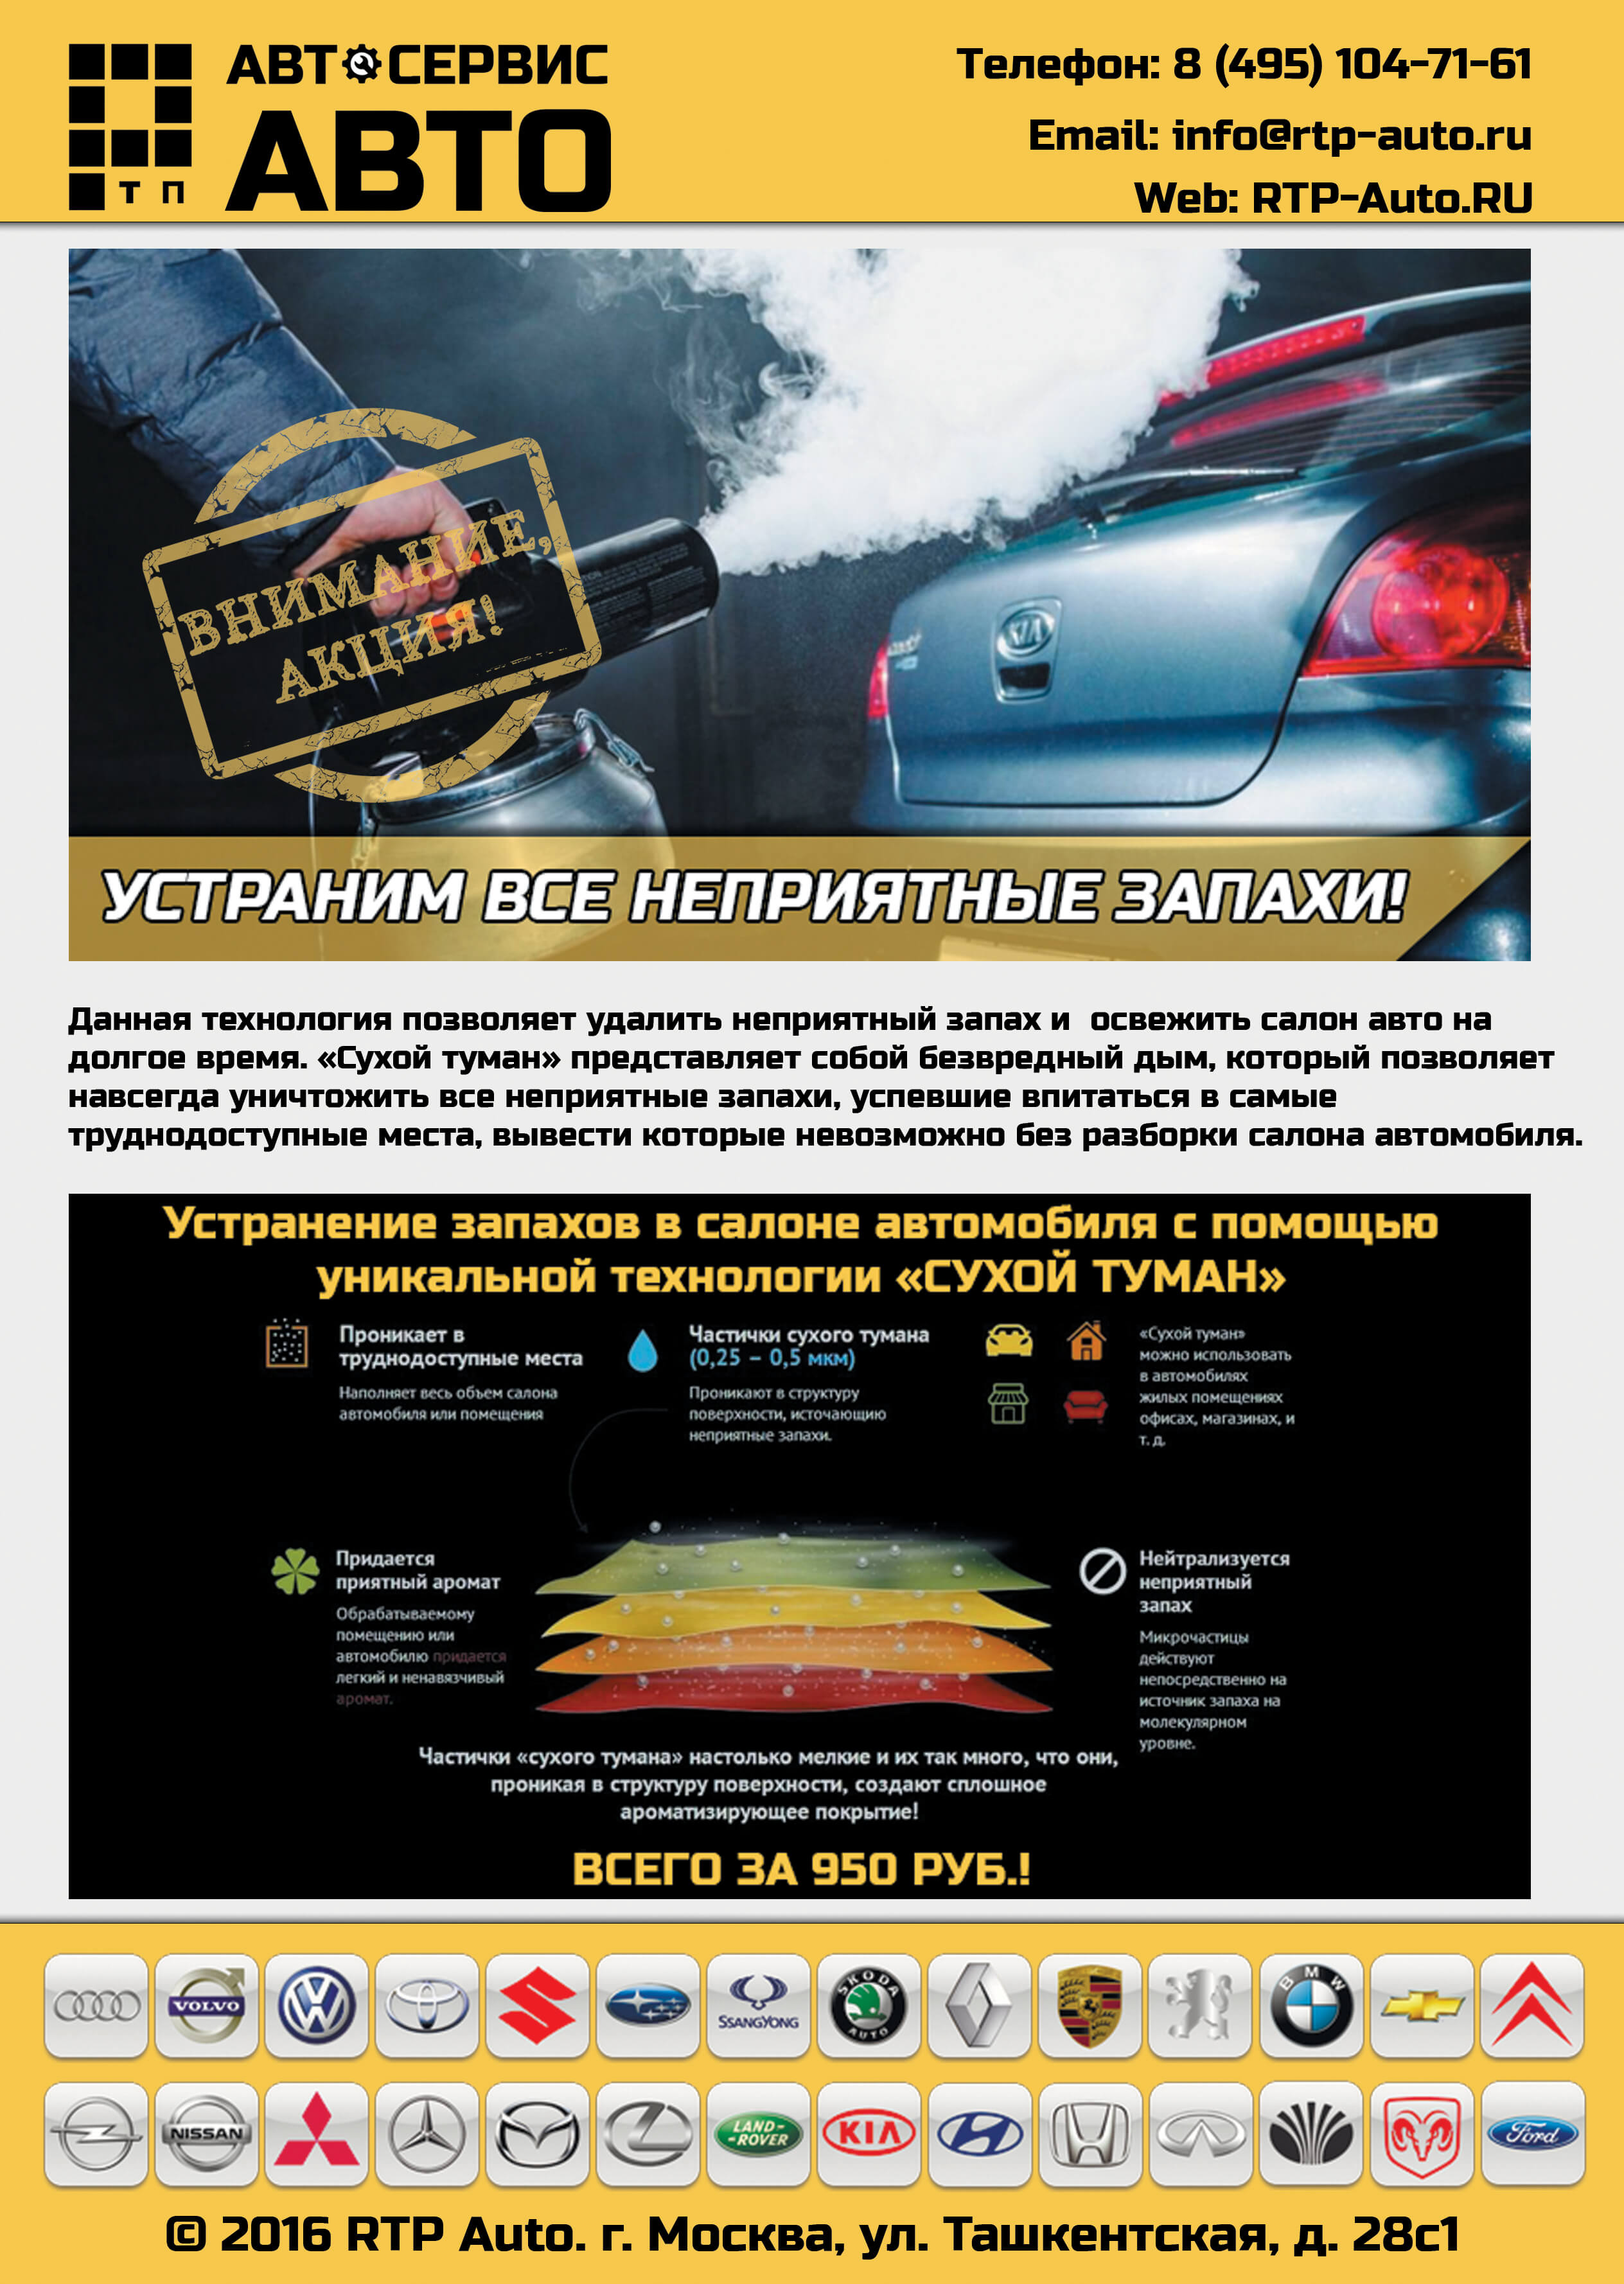 АВТОСЕРВИС
АВТО
Т П
Телефон: 8 (495) 104-71-61
Email: info@rtp-auto.ru
Web: RTP-Auto.RU
ВНИМАНИЕ,
АКЦИЯ!
KIA
УСТРАНИМ ВСЕ НЕПРИЯТНЫЕ ЗАПАХИ!
Данная технология позволяет удалить неприятный запах и освежить салон авто на
долгое время. «Сухой туман» представляет собой безвредный дым, который позволяет
навсегда уничтожить все неприятные запахи, успевшие впитаться в самые
труднодоступные места, вывести которые невозможно без разборки салона автомобиля.
Устранение запахов в салоне автомобиля с помощью
уникальной технологии «СУХОЙ ТУМАН»
Проникает в
труднодоступные места
Наполняет весь объем салона
автомобиля или помещения
Частички сухого тумана
(0,25 – 0,5 мкм)
Проникают в структуру
поверхности, источающию
неприятные запахи.
«Сухой туман»
можно использовать
в автомобилях
жилых помещениях
офисах, магазинах, и
т. д.
Придается
приятный аромат
Обрабатываемому
помещению или
автомобилю придается
легкий и ненавязчивый
аромат.
Нейтрализуется
неприятный
запах
Микрочастицы
действуют
непосредственно на
источник запаха на
молекулярном
уровне.
Частички «сухого тумана» настолько мелкие и их так много, что они,
проникая в структуру поверхности, создают сплошное
ароматизирующее покрытие!
ВСЕГО ЗА 950 РУБ.!
VOLVO
SSANGYONG
SKODA
AUTO
BMW
NISSAN
LAND-
-ROVER
KIA
Ford
© 2016 RTP Auto. г. Москва, ул. Ташкентская, д. 28с1